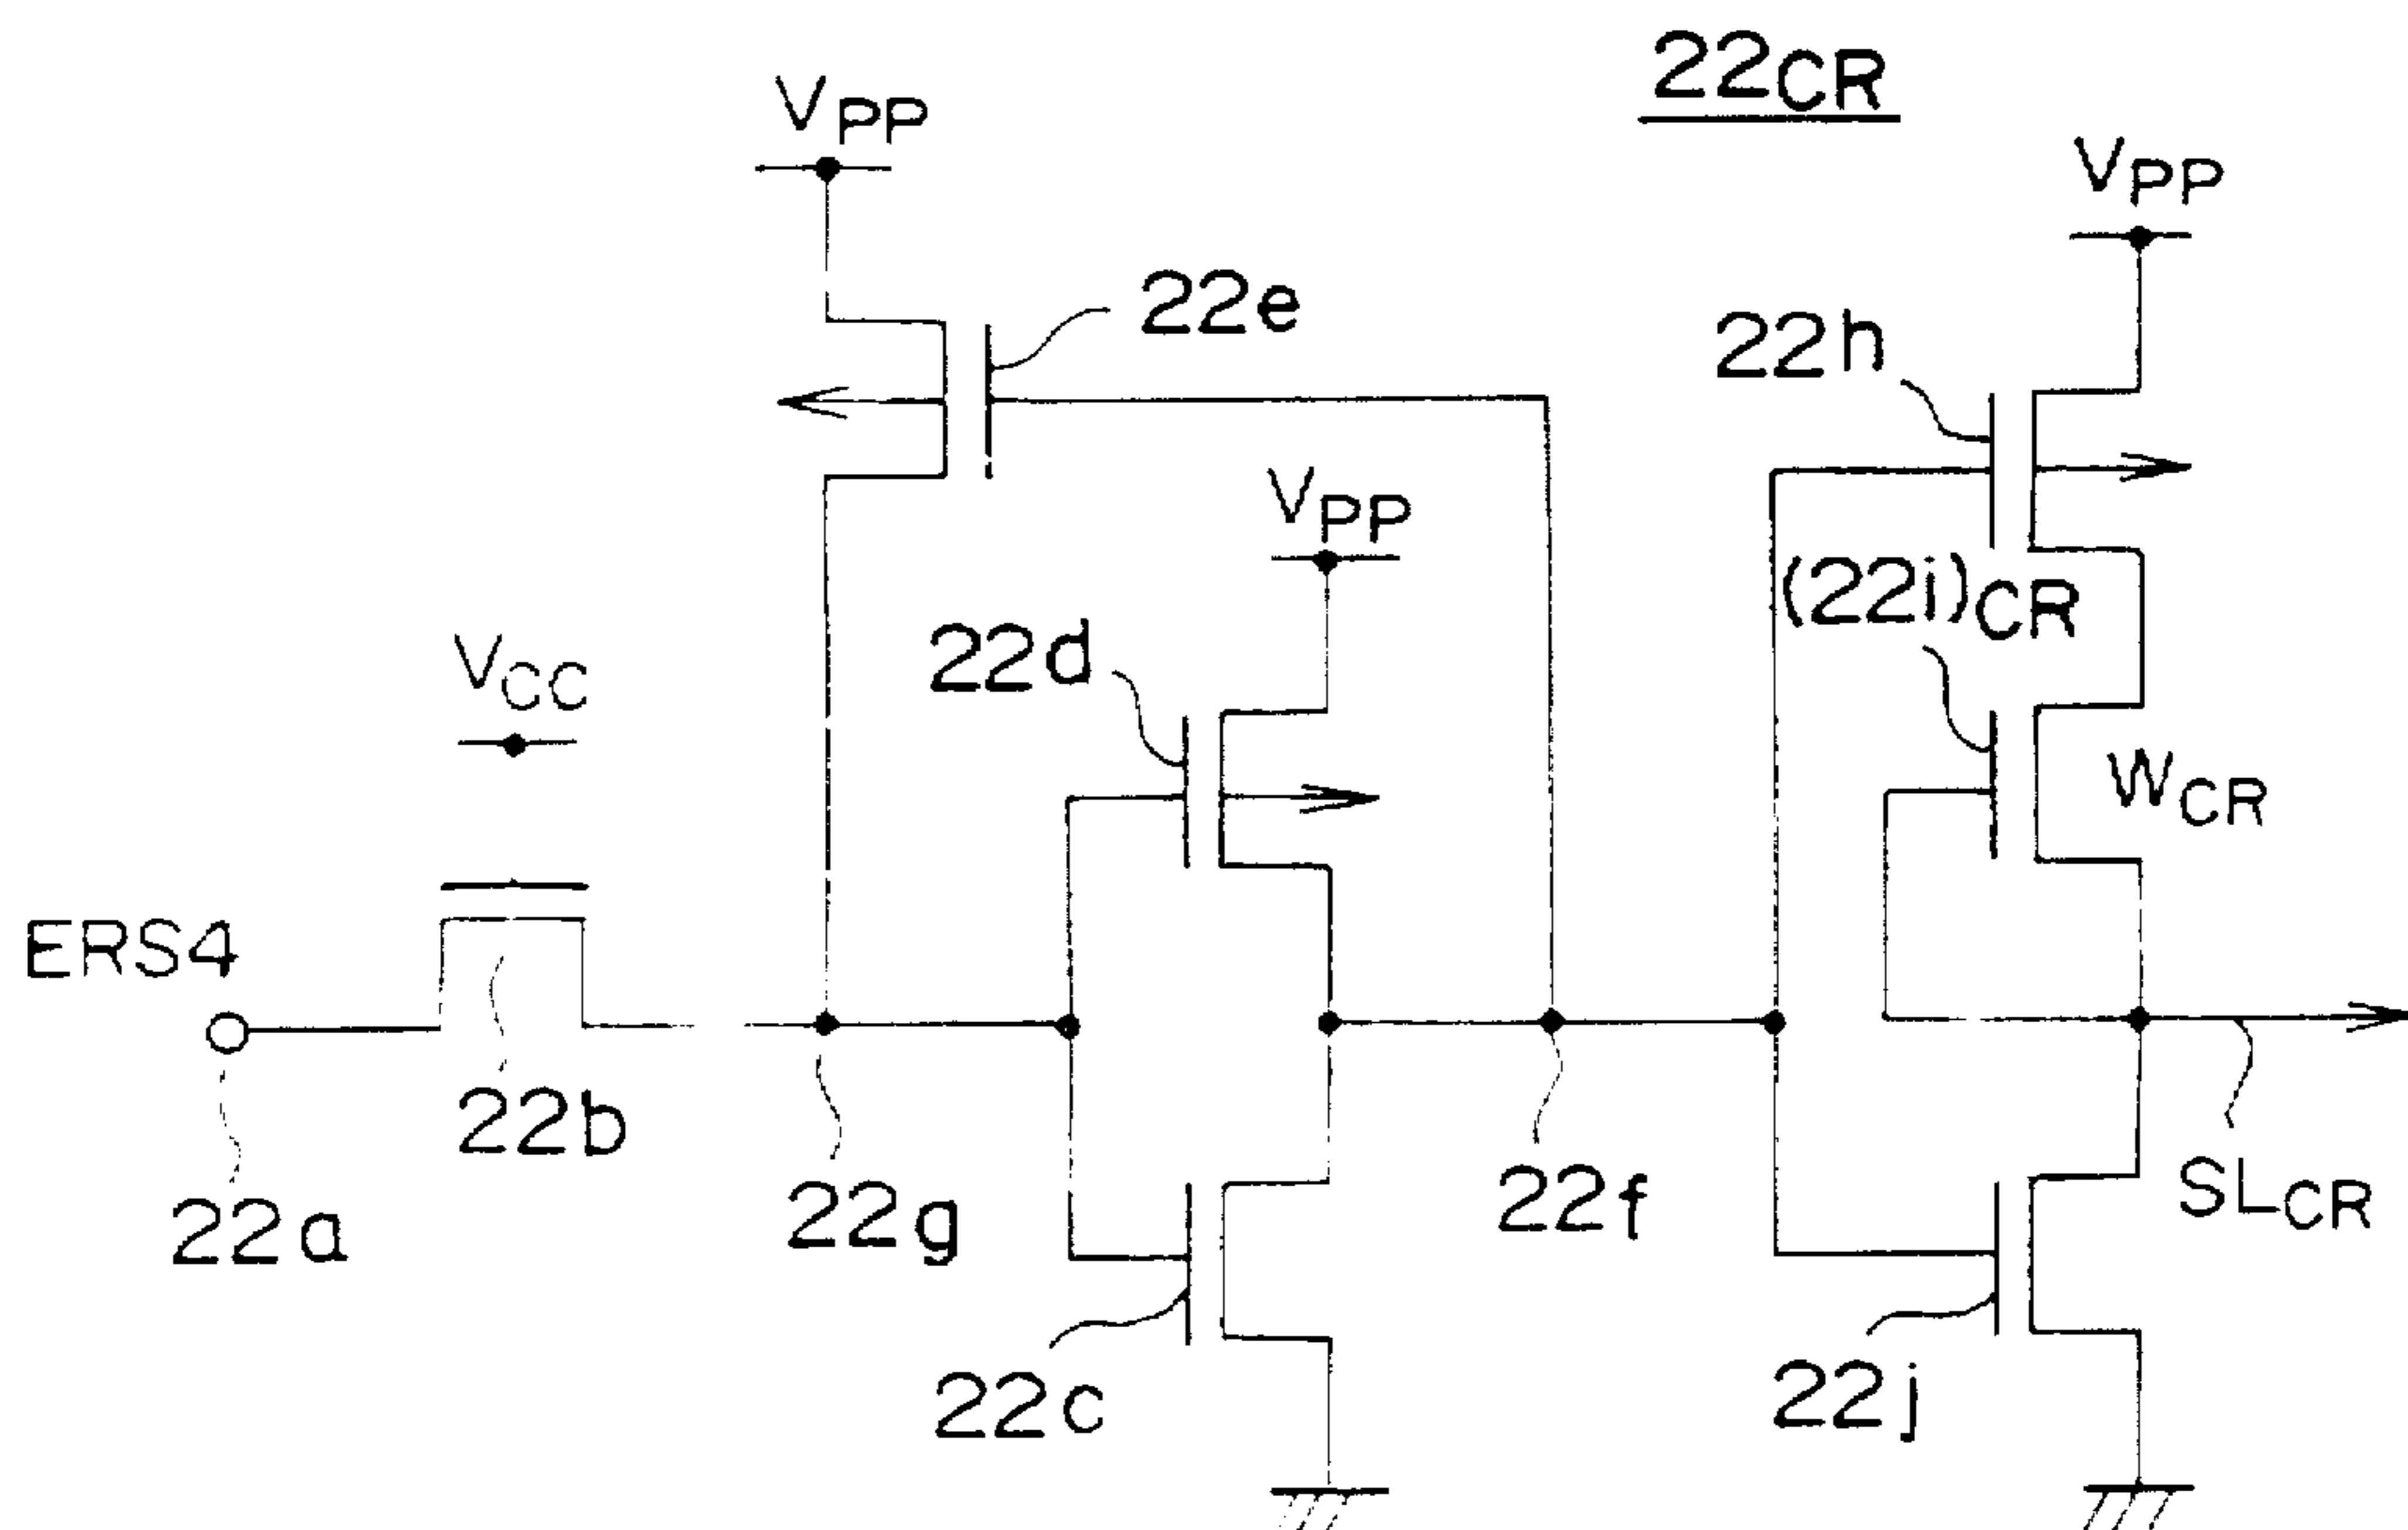 22CR
VPP
VPP
22e
22h
VPP
(22i)CR
22d
VCC
WCR
ERS4
22b
22a
22g
22f
SLCR
22c
22j